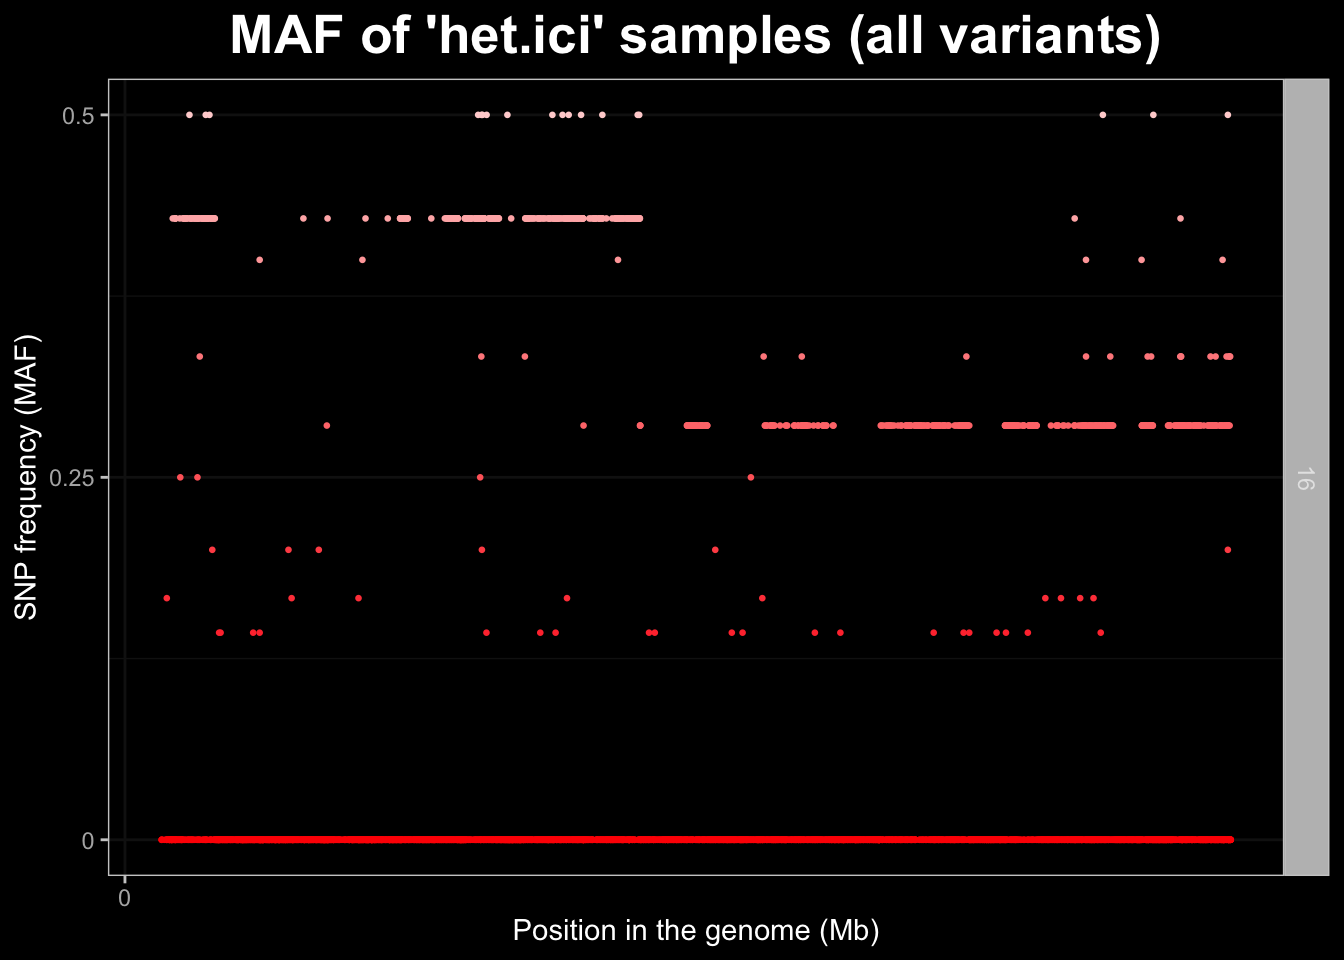 MAF of 'het.ici' samples (all variants)
SNP frequency (MAF)
0.5
0.25
0
0
Position in the genome (Mb)
16